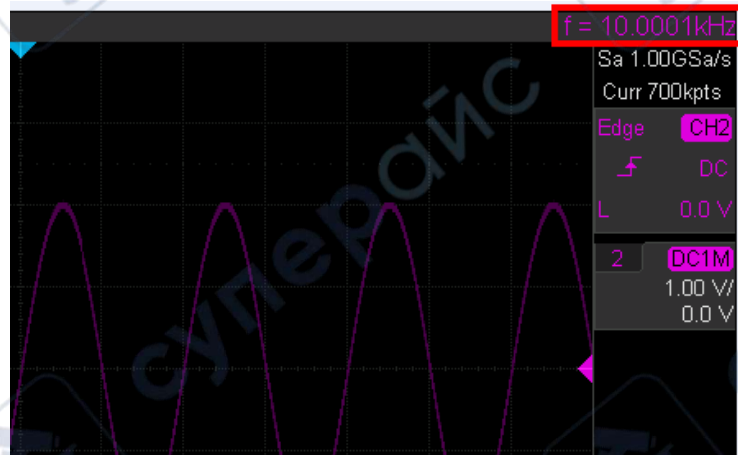 f = 10.0001kHz
Sa 1.00GSa/s
Curr 700kpts
Edge CH2
DC
L 0.0 V
2 DC1M
1.00 V/
0.0 V
суперайс